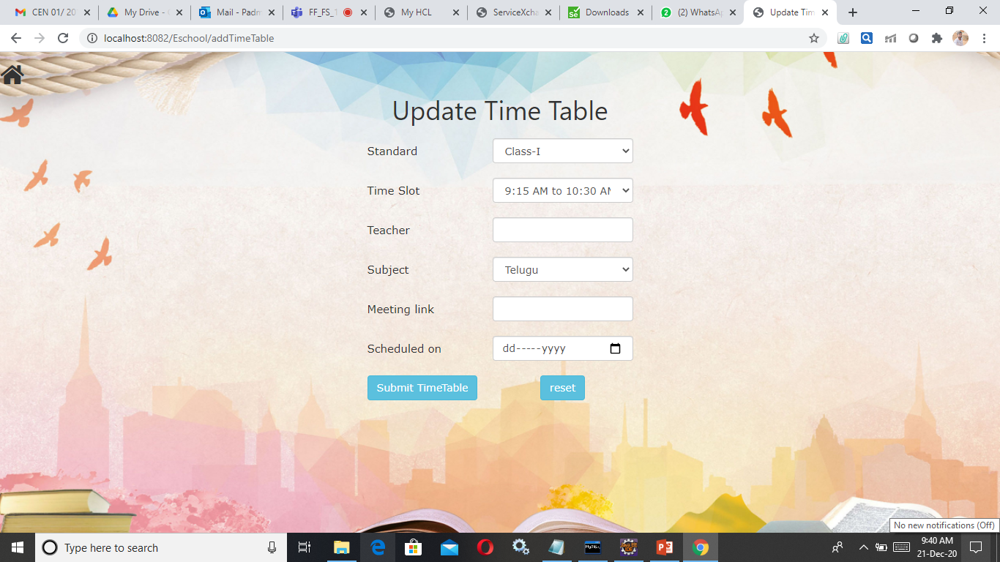 CEN 01/ 20
My Drive -
Mail - Padm
FF_FS_1
My HCL
ServiceXcha
Downloads
(2) WhatsAp
Update Tim
localhost:8082/Eschool/addTimeTable
Update Time Table
Standard Class-I
Time Slot 9:15 AM to 10:30 AM
Teacher
Subject Telugu
Meeting link
Scheduled on dd-----yyyy
Submit TimeTable reset
No new notifications (Off)
Type here to search
9:40 AM
21-Dec-20